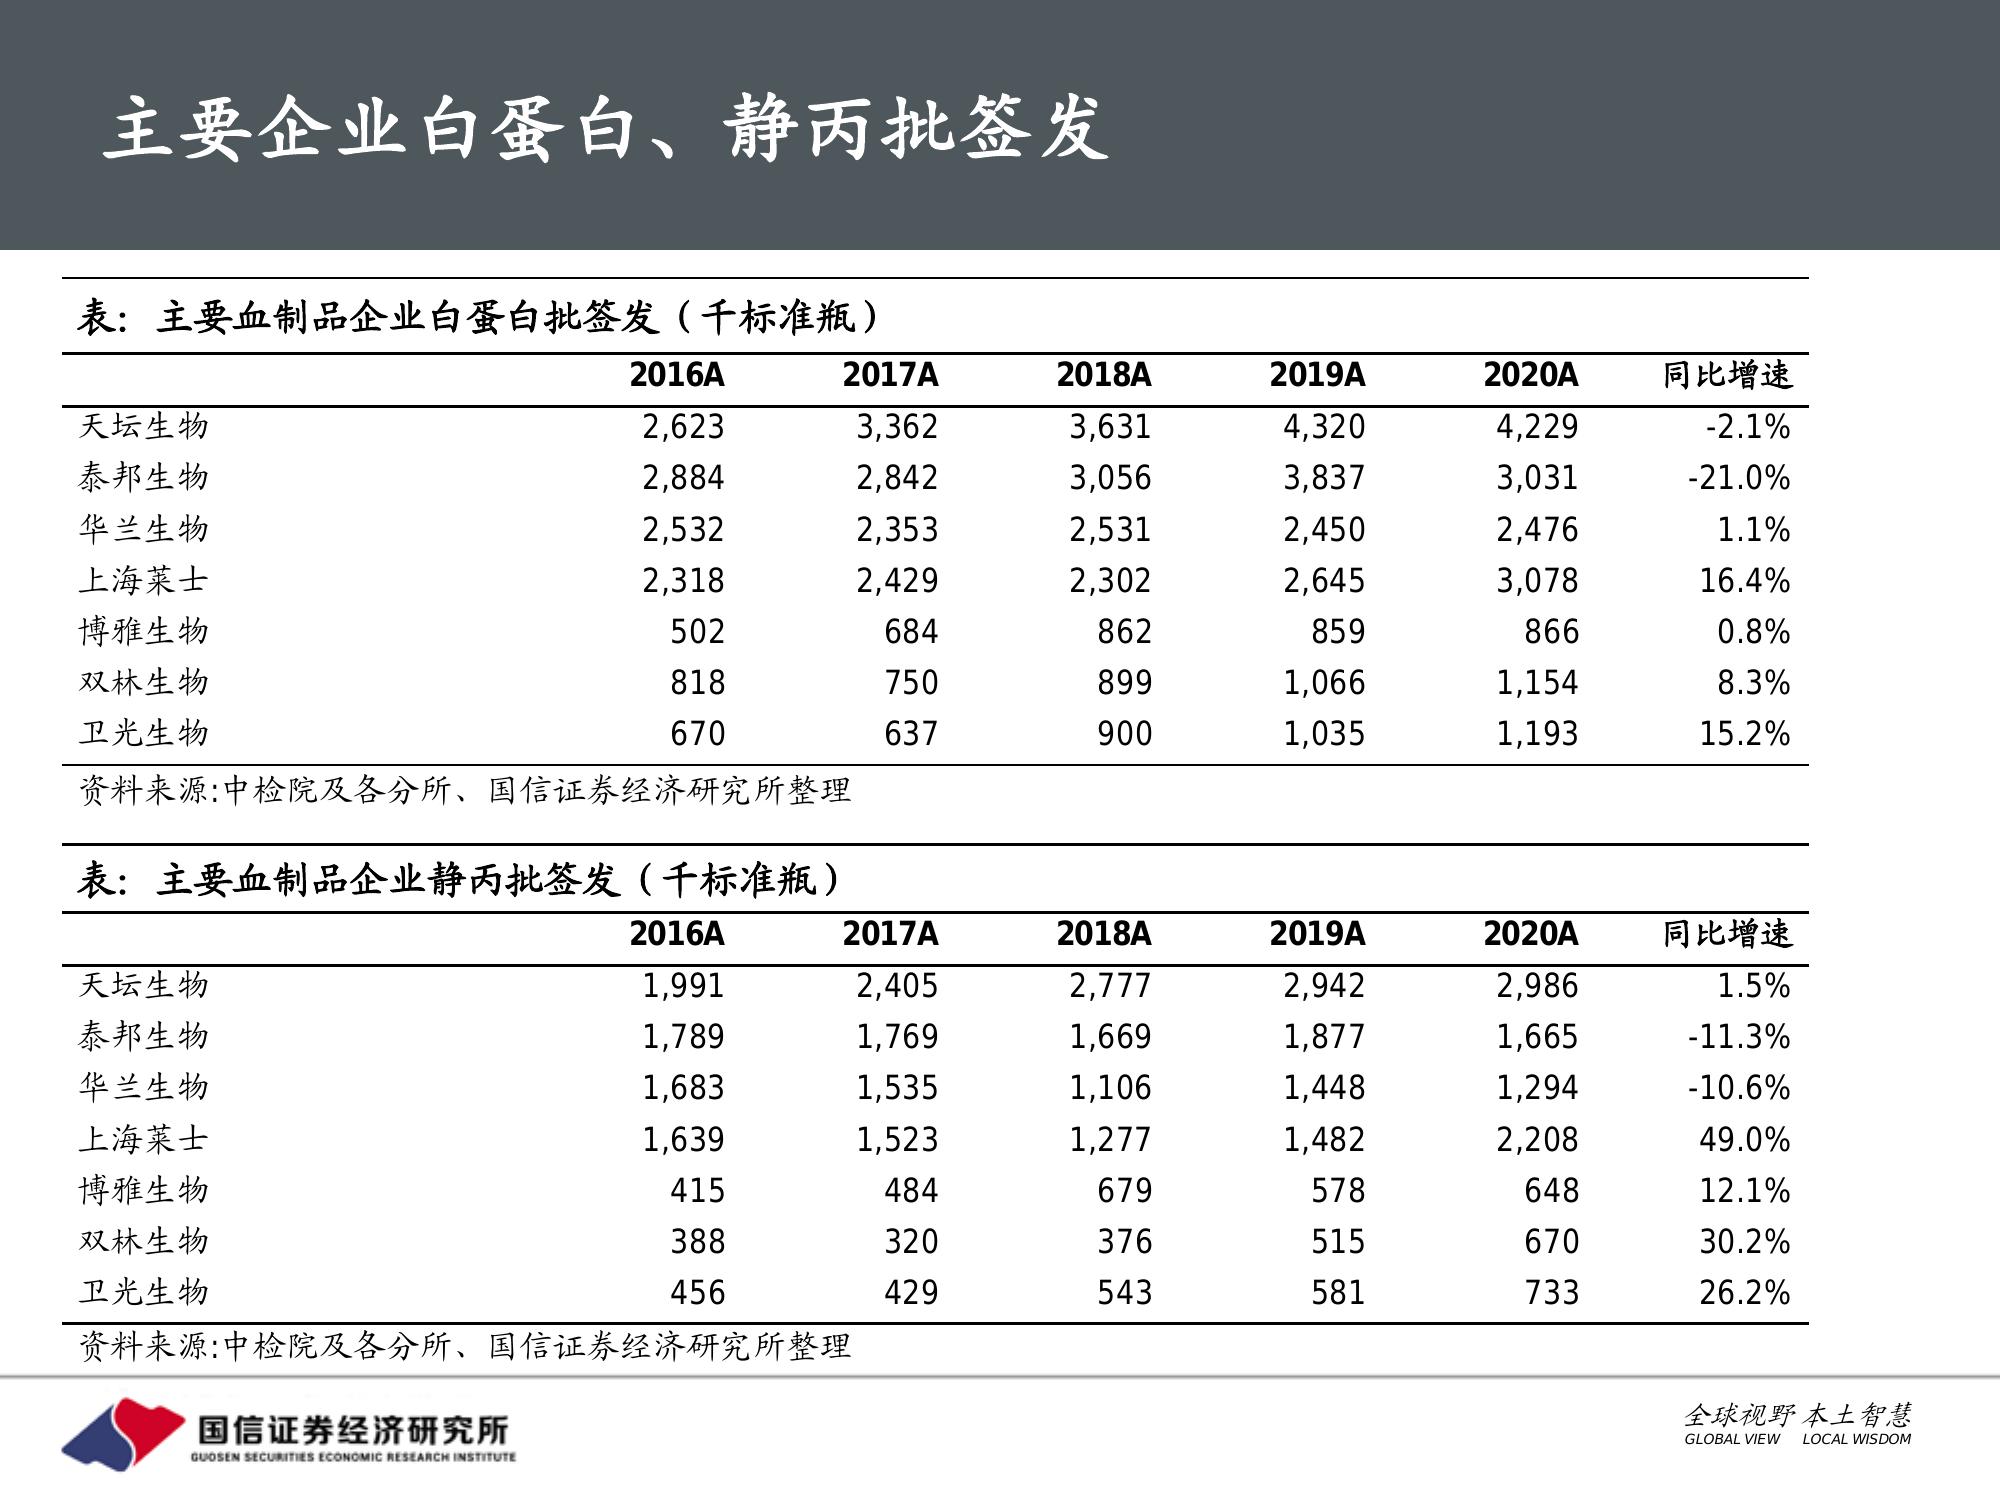 主要企业白蛋白、静丙批签发
表：主要血制品企业白蛋白批签发（千标准瓶）
2016A 2017A 2018A 2019A 2020A 同比增速
天坛生物 2,623 3,362 3,631 4,320 4,229 -2.1%
泰邦生物 2,884 2,842 3,056 3,837 3,031 -21.0%
华兰生物 2,532 2,353 2,531 2,450 2,476 1.1%
上海莱士 2,318 2,429 2,302 2,645 3,078 16.4%
博雅生物 502 684 862 859 866 0.8%
双林生物 818 750 899 1,066 1,154 8.3%
卫光生物 670 637 900 1,035 1,193 15.2%
资料来源:中检院及各分所、国信证券经济研究所整理
表：主要血制品企业静丙批签发（千标准瓶）
2016A 2017A 2018A 2019A 2020A 同比增速
天坛生物 1,991 2,405 2,777 2,942 2,986 1.5%
泰邦生物 1,789 1,769 1,669 1,877 1,665 -11.3%
华兰生物 1,683 1,535 1,106 1,448 1,294 -10.6%
上海莱士 1,639 1,523 1,277 1,482 2,208 49.0%
博雅生物 415 484 679 578 648 12.1%
双林生物 388 320 376 515 670 30.2%
卫光生物 456 429 543 581 733 26.2%
资料来源:中检院及各分所、国信证券经济研究所整理
国信证券经济研究所
GUOSEN SECURITIES ECONOMIC RESEARCH INSTITUTE
全球视野 本土智慧
GLOBAL VIEW LOCAL WISDOM